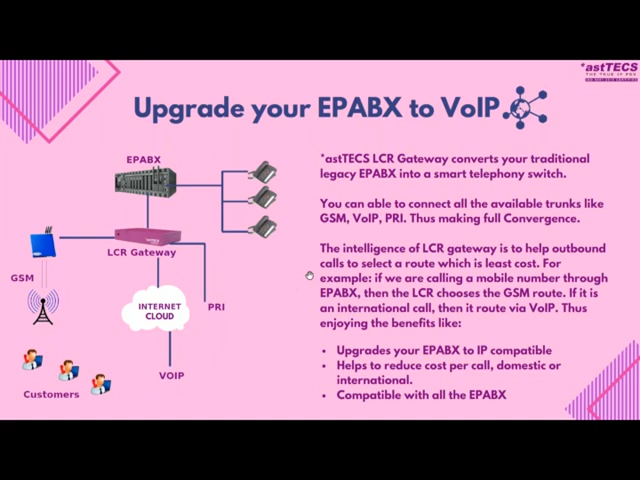 *astTECS
THE TRUE IP PBX
Upgrade your EPABX to VoIP
EPABX
LCR Gateway
GSM
INTERNET
CLOUD
PRI
VOIP
Customers
*astTECS LCR Gateway converts your traditional
legacy EPABX into a smart telephony switch.
You can able to connect all the available trunks like
GSM, VoIP, PRI. Thus making full Convergence.
The intelligence of LCR gateway is to help outbound
calls to select a route which is least cost. For
example: if we are calling a mobile number through
EPABX, then the LCR chooses the GSM route. If it is
an international call, then it route via VoIP. Thus
enjoying the benefits like:
• Upgrades your EPABX to IP compatible
• Helps to reduce cost per call, domestic or
international.
• Compatible with all the EPABX